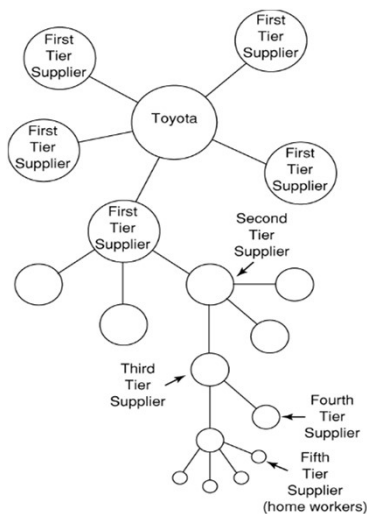 First
Tier
Supplier
First
Tier
Supplier
Toyota
First
Tier
Supplier
First
Tier
Supplier
First
Tier
Supplier
Second
Tier
Supplier
Third
Tier
Supplier
Fourth
Tier
Supplier
Fifth
Tier
Supplier
(home workers)